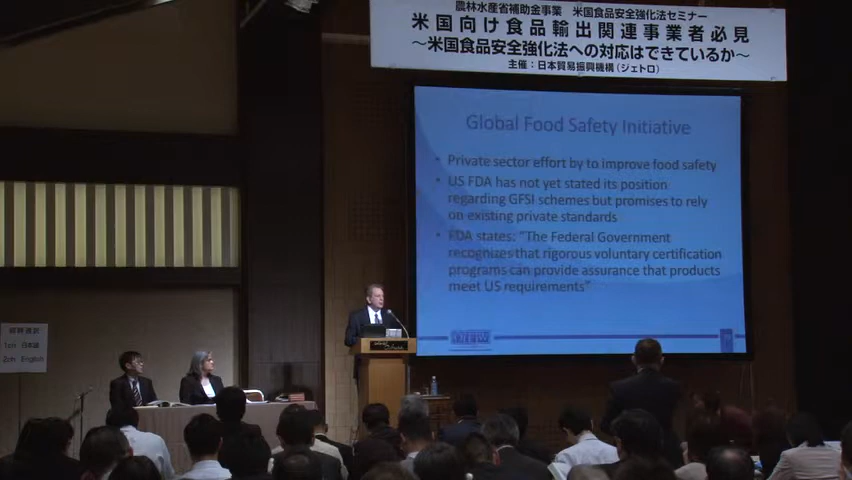 農林水産省補助金事業 米国食品安全強化法セミナー
米国向け食品輸出関連事業者必見
～米国食品安全強化法への対応はできているか～
主催：日本貿易振興機構（ジェトロ）
Global Food Safety Initiative
• Private sector effort by to improve food safety
• US FDA has not yet stated its position
regarding GFSI schemes but promises to rely
on existing private standards
• FDA states: "The Federal Government
recognizes that rigorous voluntary certification
programs can provide assurance that products
meet US requirements"
1ch 日本語
2ch English